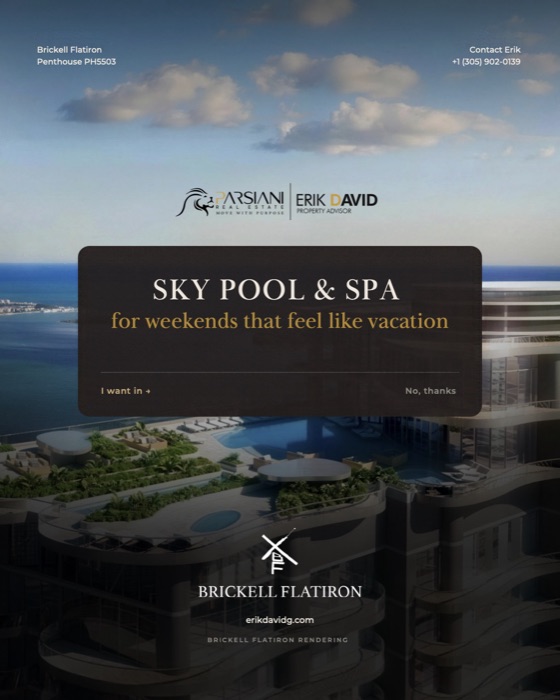 Brickell Flatiron
Penthouse PH5503
Contact Erik
+1 (305) 902-0139
PARSIANI
REAL ESTATE
MOVE WITH PURPOSE
ERIK DAVID
PROPERTY ADVISOR
SKY POOL & SPA
for weekends that feel like vacation
I want in →
No, thanks
BRICKELL FLATIRON
erikdavidg.com
BRICKELL FLATIRON RENDERING